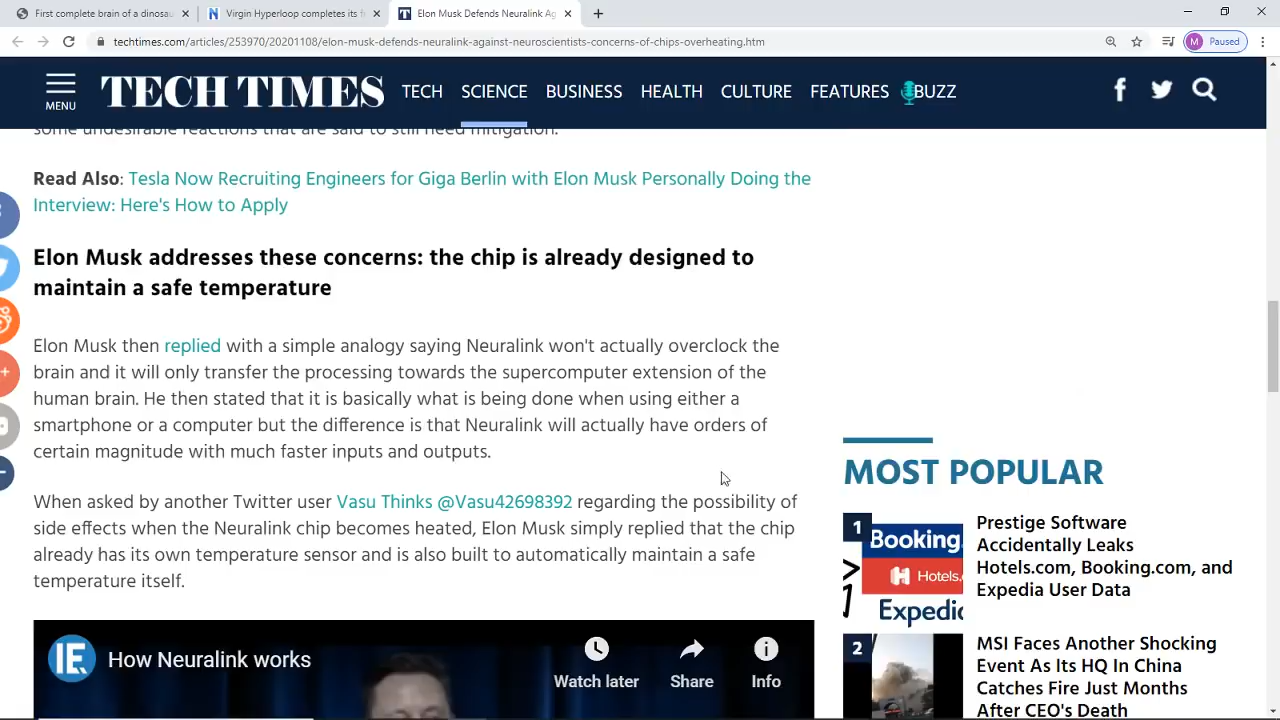 First complete brain of a dinosau
Virgin Hyperloop completes its f
Elon Musk Defends Neuralink Ag
techtimes.com/articles/253970/20201108/elon-musk-defends-neuralink-against-neuroscientists-concerns-of-chips-overheating.htm
M Paused
MENU
TECH TIMES
TECH SCIENCE BUSINESS HEALTH CULTURE FEATURES BUZZ
some undesirable reactions that are said to still need mitigation.
Read Also: Tesla Now Recruiting Engineers for Giga Berlin with Elon Musk Personally Doing the
Interview: Here's How to Apply
Elon Musk addresses these concerns: the chip is already designed to
maintain a safe temperature
Elon Musk then replied with a simple analogy saying Neuralink won't actually overclock the
brain and it will only transfer the processing towards the supercomputer extension of the
human brain. He then stated that it is basically what is being done when using either a
smartphone or a computer but the difference is that Neuralink will actually have orders of
certain magnitude with much faster inputs and outputs.
When asked by another Twitter user Vasu Thinks @Vasu42698392 regarding the possibility of
side effects when the Neuralink chip becomes heated, Elon Musk simply replied that the chip
already has its own temperature sensor and is also built to automatically maintain a safe
temperature itself.
IE
How Neuralink works
Watch later
Share
Info
MOST POPULAR
1
Booking.
Hotels.
Expedia
Prestige Software
Accidentally Leaks
Hotels.com, Booking.com, and
Expedia User Data
2
MSI Faces Another Shocking
Event As Its HQ In China
Catches Fire Just Months
After CEO's Death